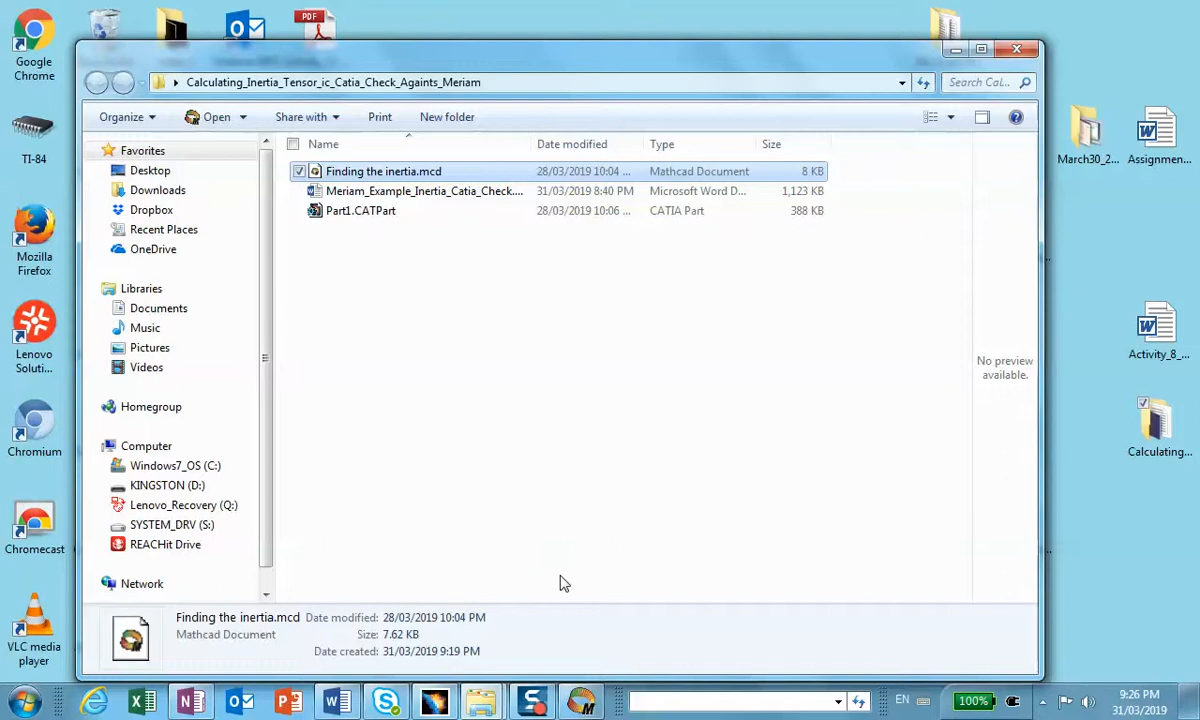 Google
Chrome
TI-84
Mozilla
Firefox
Lenovo
Soluti...
Chromium
Chromecast
VLC media
player
PDF
March30_2...
Assignmen...
Activity_8_...
Calculating...
Calculating_Inertia_Tensor_ic_Catia_Check_Againts_Meriam
Search Cal...
Organize
Open
Share with
Print
New folder
Favorites
Desktop
Downloads
Dropbox
Recent Places
OneDrive
Libraries
Documents
Music
Pictures
Videos
Homegroup
Computer
Windows7_OS (C:)
KINGSTON (D:)
Lenovo_Recovery (Q:)
SYSTEM_DRV (S:)
REACHit Drive
Network
Name Date modified Type Size
Finding the inertia.mcd 28/03/2019 10:04 ... Mathcad Document 8 KB
Meriam_Example_Inertia_Catia_Check.... 31/03/2019 8:40 PM Microsoft Word D... 1,123 KB
Part1.CATPart 28/03/2019 10:06 ... CATIA Part 388 KB
No preview
available.
Finding the inertia.mcd Date modified: 28/03/2019 10:04 PM
Mathcad Document Size: 7.62 KB
Date created: 31/03/2019 9:19 PM
EN
100%
9:26 PM
31/03/2019